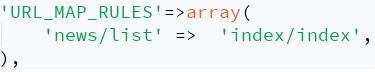 'URL_MAP_RULES'=>array(
    'news/list' =>  'index/index',
),